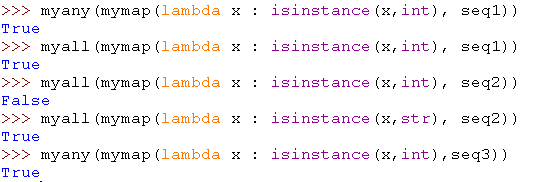 >>> myany(mymap(lambda x : isinstance(x,int), seq1))
True
>>> myall(mymap(lambda x : isinstance(x,int), seq1))
True
>>> myall(mymap(lambda x : isinstance(x,int), seq2))
False
>>> myall(mymap(lambda x : isinstance(x,str), seq2))
True
>>> myany(mymap(lambda x : isinstance(x,int),seq3))
True